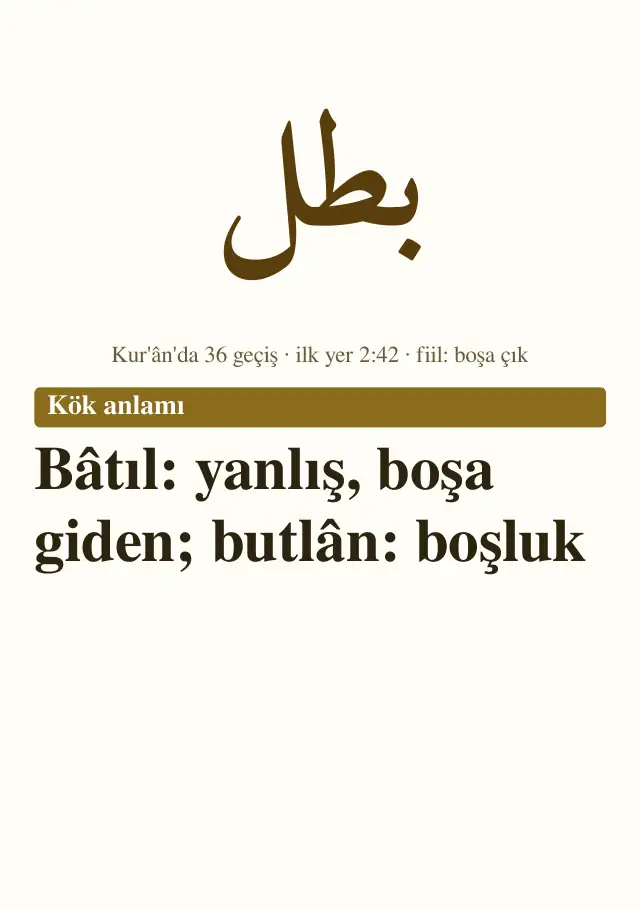 بطل
Kur'ân'da 36 geçiş · ilk yer 2:42 · fiil: boşa çık
Kök anlamı
Bâtıl: yanlış, boşa
giden; butlân: boşluk